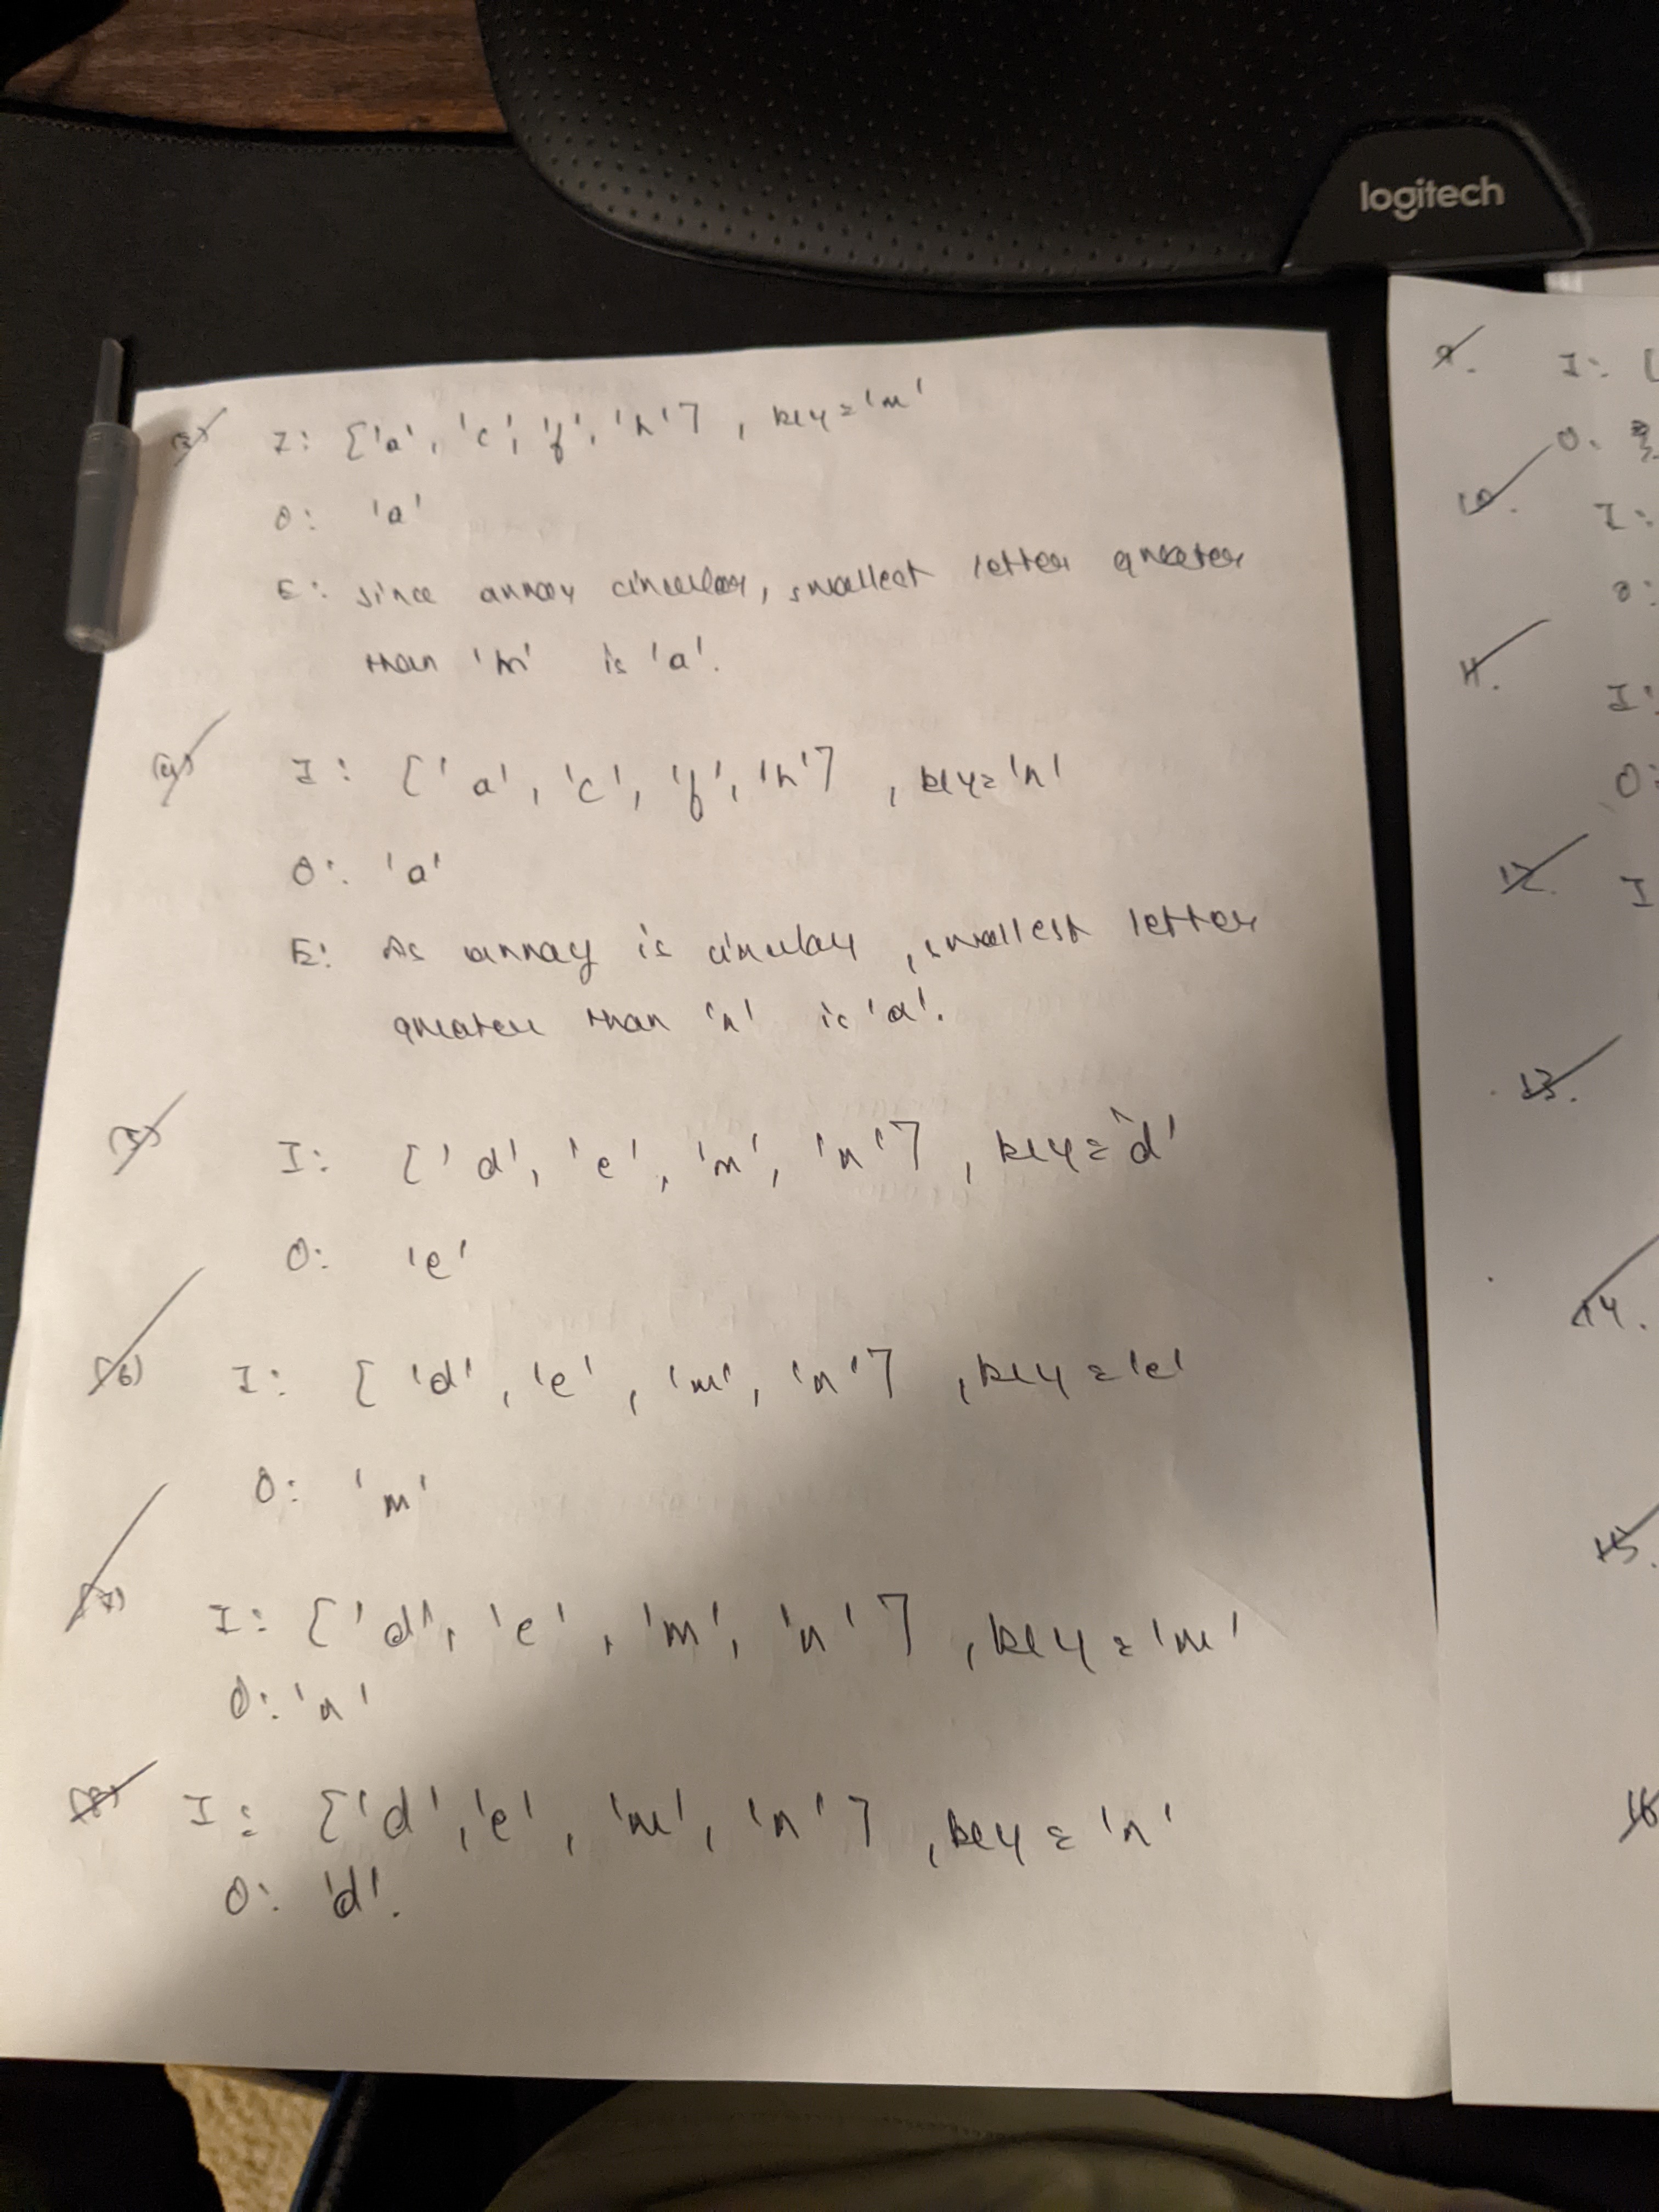 logitech
(3) I: ['a', 'c', 'f', 'h'], key='m'
O: 'a'
E: Since array circular, smallest letter greater
than 'm' is 'a'.
(4) I: ['a', 'c', 'f', 'h'], key='n'
O: 'a'
E: As array is circular, smallest letter
greater than 'n' is 'a'.
(5) I: ['d', 'e', 'm', 'n'], key='d'
O: 'e'
(6) I: ['d', 'e', 'm', 'n'], key='e'
O: 'm'
(7) I: ['d', 'e', 'm', 'n'], key='m'
O: 'n'
(8) I: ['d', 'e', 'm', 'n'], key='n'
O: 'd'.
9. I: [
O:
10. I:
O:
11. I:
O:
12. I
13.
14.
15.
16